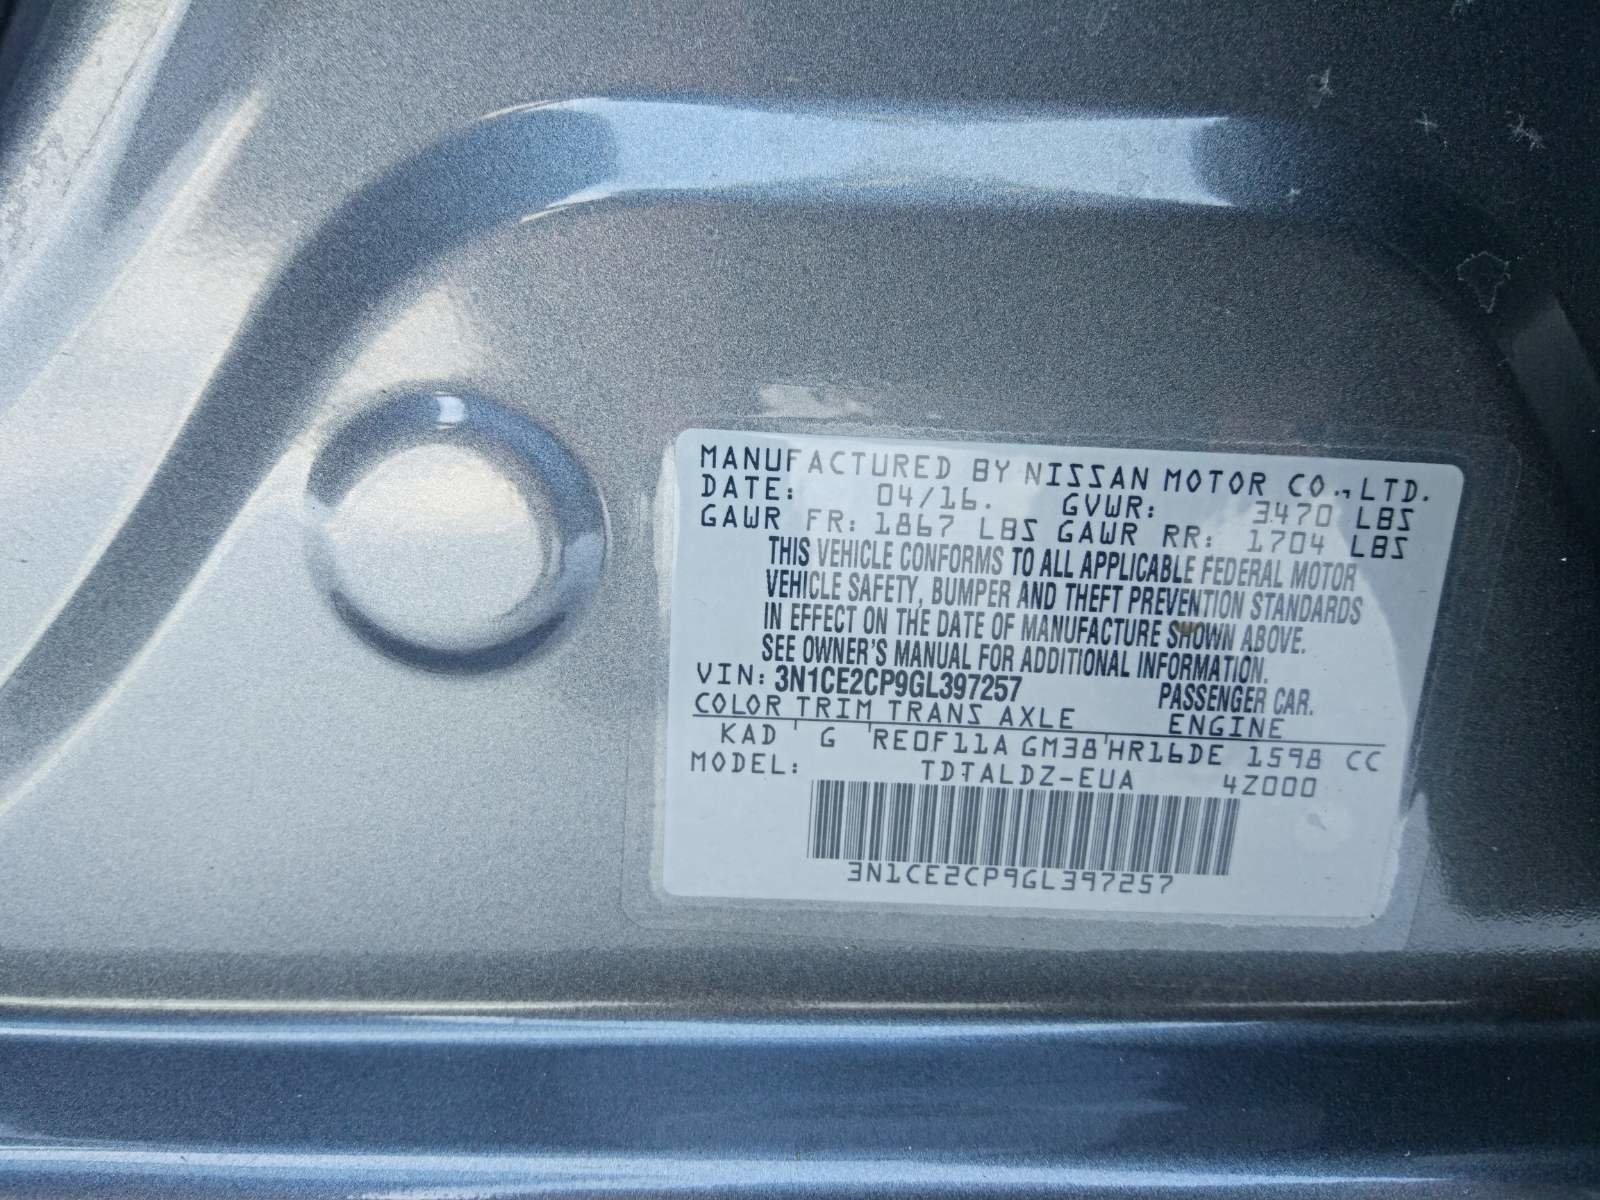 MANUFACTURED BY NISSAN MOTOR CO., LTD.
DATE: 04/16. GVWR: 3470 LBS
GAWR FR: 1867 LBS GAWR RR: 1704 LBS
THIS VEHICLE CONFORMS TO ALL APPLICABLE FEDERAL MOTOR
VEHICLE SAFETY, BUMPER AND THEFT PREVENTION STANDARDS
IN EFFECT ON THE DATE OF MANUFACTURE SHOWN ABOVE.
SEE OWNER'S MANUAL FOR ADDITIONAL INFORMATION.
VIN: 3N1CE2CP9GL397257 PASSENGER CAR.
COLOR TRIM TRANS AXLE ENGINE
KAD G RE0F11A GM38 HR16DE 1598 CC
MODEL: TDTALDZ-EUA 4Z000
3N1CE2CP9GL397257